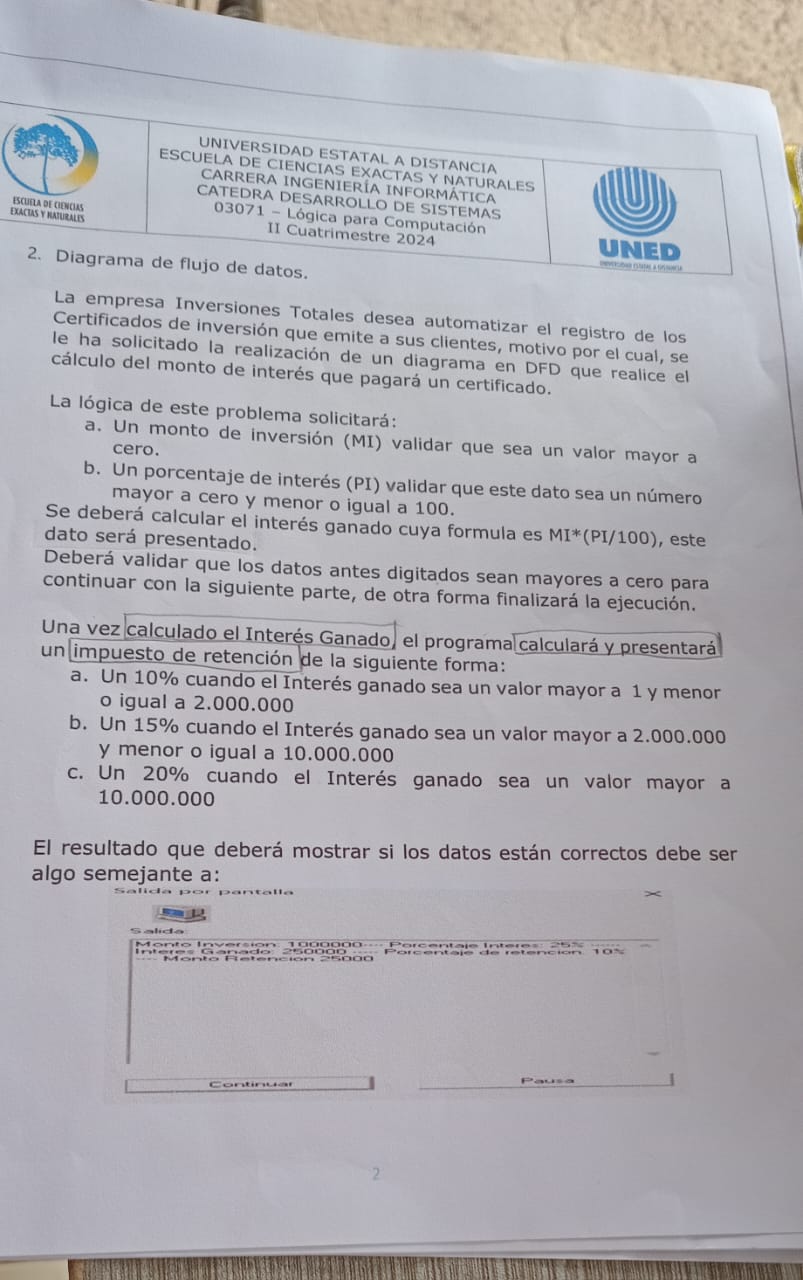 ESCUELA DE CIENCIAS
EXACTAS Y NATURALES
UNIVERSIDAD ESTATAL A DISTANCIA
ESCUELA DE CIENCIAS EXACTAS Y NATURALES
CARRERA INGENIERÍA INFORMÁTICA
CATEDRA DESARROLLO DE SISTEMAS
03071 – Lógica para Computación
II Cuatrimestre 2024
UNED
UNIVERSIDAD ESTATAL A DISTANCIA
2. Diagrama de flujo de datos.
La empresa Inversiones Totales desea automatizar el registro de los
Certificados de inversión que emite a sus clientes, motivo por el cual, se
le ha solicitado la realización de un diagrama en DFD que realice el
cálculo del monto de interés que pagará un certificado.
La lógica de este problema solicitará:
a. Un monto de inversión (MI) validar que sea un valor mayor a
cero.
b. Un porcentaje de interés (PI) validar que este dato sea un número
mayor a cero y menor o igual a 100.
Se deberá calcular el interés ganado cuya formula es MI*(PI/100), este
dato será presentado.
Deberá validar que los datos antes digitados sean mayores a cero para
continuar con la siguiente parte, de otra forma finalizará la ejecución.
Una vez calculado el Interés Ganado, el programa calculará y presentará
un impuesto de retención de la siguiente forma:
a. Un 10% cuando el Interés ganado sea un valor mayor a 1 y menor
o igual a 2.000.000
b. Un 15% cuando el Interés ganado sea un valor mayor a 2.000.000
y menor o igual a 10.000.000
c. Un 20% cuando el Interés ganado sea un valor mayor a
10.000.000
El resultado que deberá mostrar si los datos están correctos debe ser
algo semejante a:
Salida por pantalla
Salida:
Monto Inversion: 1000000---- Porcentaje Interes: 25% ------
Interes Ganado: 250000 ----- Porcentaje de retencion: 10%
---- Monto Retencion 25000
Continuar
Pausa
2